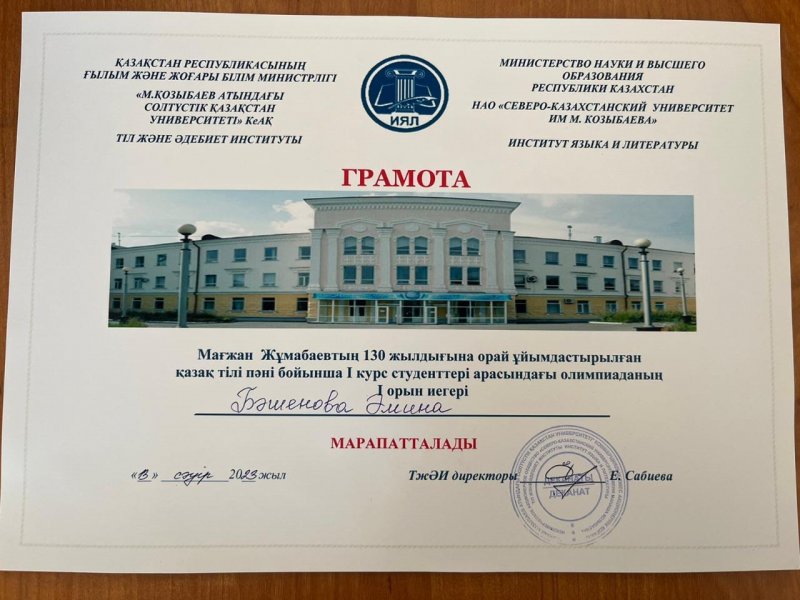 ҚАЗАҚСТАН РЕСПУБЛИКАСЫНЫҢ
ҒЫЛЫМ ЖӘНЕ ЖОҒАРЫ БІЛІМ МИНИСТРЛІГІ
«М.ҚОЗЫБАЕВ АТЫНДАҒЫ
СОЛТҮСТІК ҚАЗАҚСТАН
УНИВЕРСИТЕТІ» КеАҚ
ТІЛ ЖӘНЕ ӘДЕБИЕТ ИНСТИТУТЫ
ИЯЛ
МИНИСТЕРСТВО НАУКИ И ВЫСШЕГО
ОБРАЗОВАНИЯ
РЕСПУБЛИКИ КАЗАХСТАН
НАО «СЕВЕРО-КАЗАХСТАНСКИЙ УНИВЕРСИТЕТ
ИМ М. КОЗЫБАЕВА»
ИНСТИТУТ ЯЗЫКА И ЛИТЕРАТУРЫ
ГРАМОТА
Мағжан Жұмабаевтың 130 жылдығына орай ұйымдастырылған
қазақ тілі пәні бойынша І курс студенттері арасындағы олимпиаданың
І орын иегері
Бәшенова Әмина
МАРАПАТТАЛАДЫ
«13» сәуір 2023 жыл
ТжӘИ директоры Е. Сабиева
ДЕКАНАТ